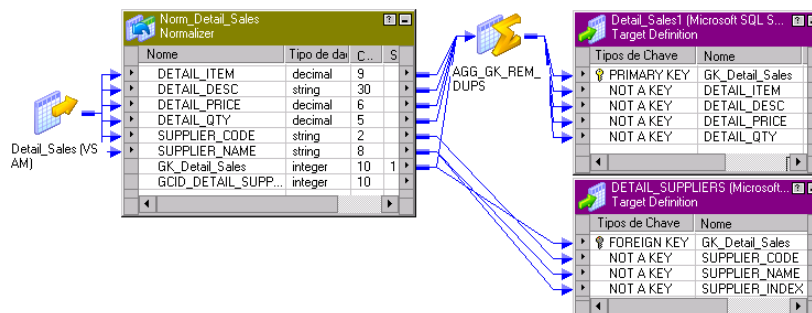 Detail_Sales (VS
AM)
Norm_Detail_Sales
Normalizer
Nome Tipo de da C... S
DETAIL_ITEM decimal 9
DETAIL_DESC string 30
DETAIL_PRICE decimal 6
DETAIL_QTY decimal 5
SUPPLIER_CODE string 2
SUPPLIER_NAME string 8
GK_Detail_Sales integer 10 1
GCID_DETAIL_SUPP... integer 10
AGG_GK_REM_
DUPS
Detail_Sales1 (Microsoft SQL S...
Target Definition
Tipos de Chave Nome
PRIMARY KEY GK_Detail_Sales
NOT A KEY DETAIL_ITEM
NOT A KEY DETAIL_DESC
NOT A KEY DETAIL_PRICE
NOT A KEY DETAIL_QTY
DETAIL_SUPPLIERS (Microsoft...
Target Definition
Tipos de Chave Nome
FOREIGN KEY GK_Detail_Sales
NOT A KEY SUPPLIER_CODE
NOT A KEY SUPPLIER_NAME
NOT A KEY SUPPLIER_INDEX